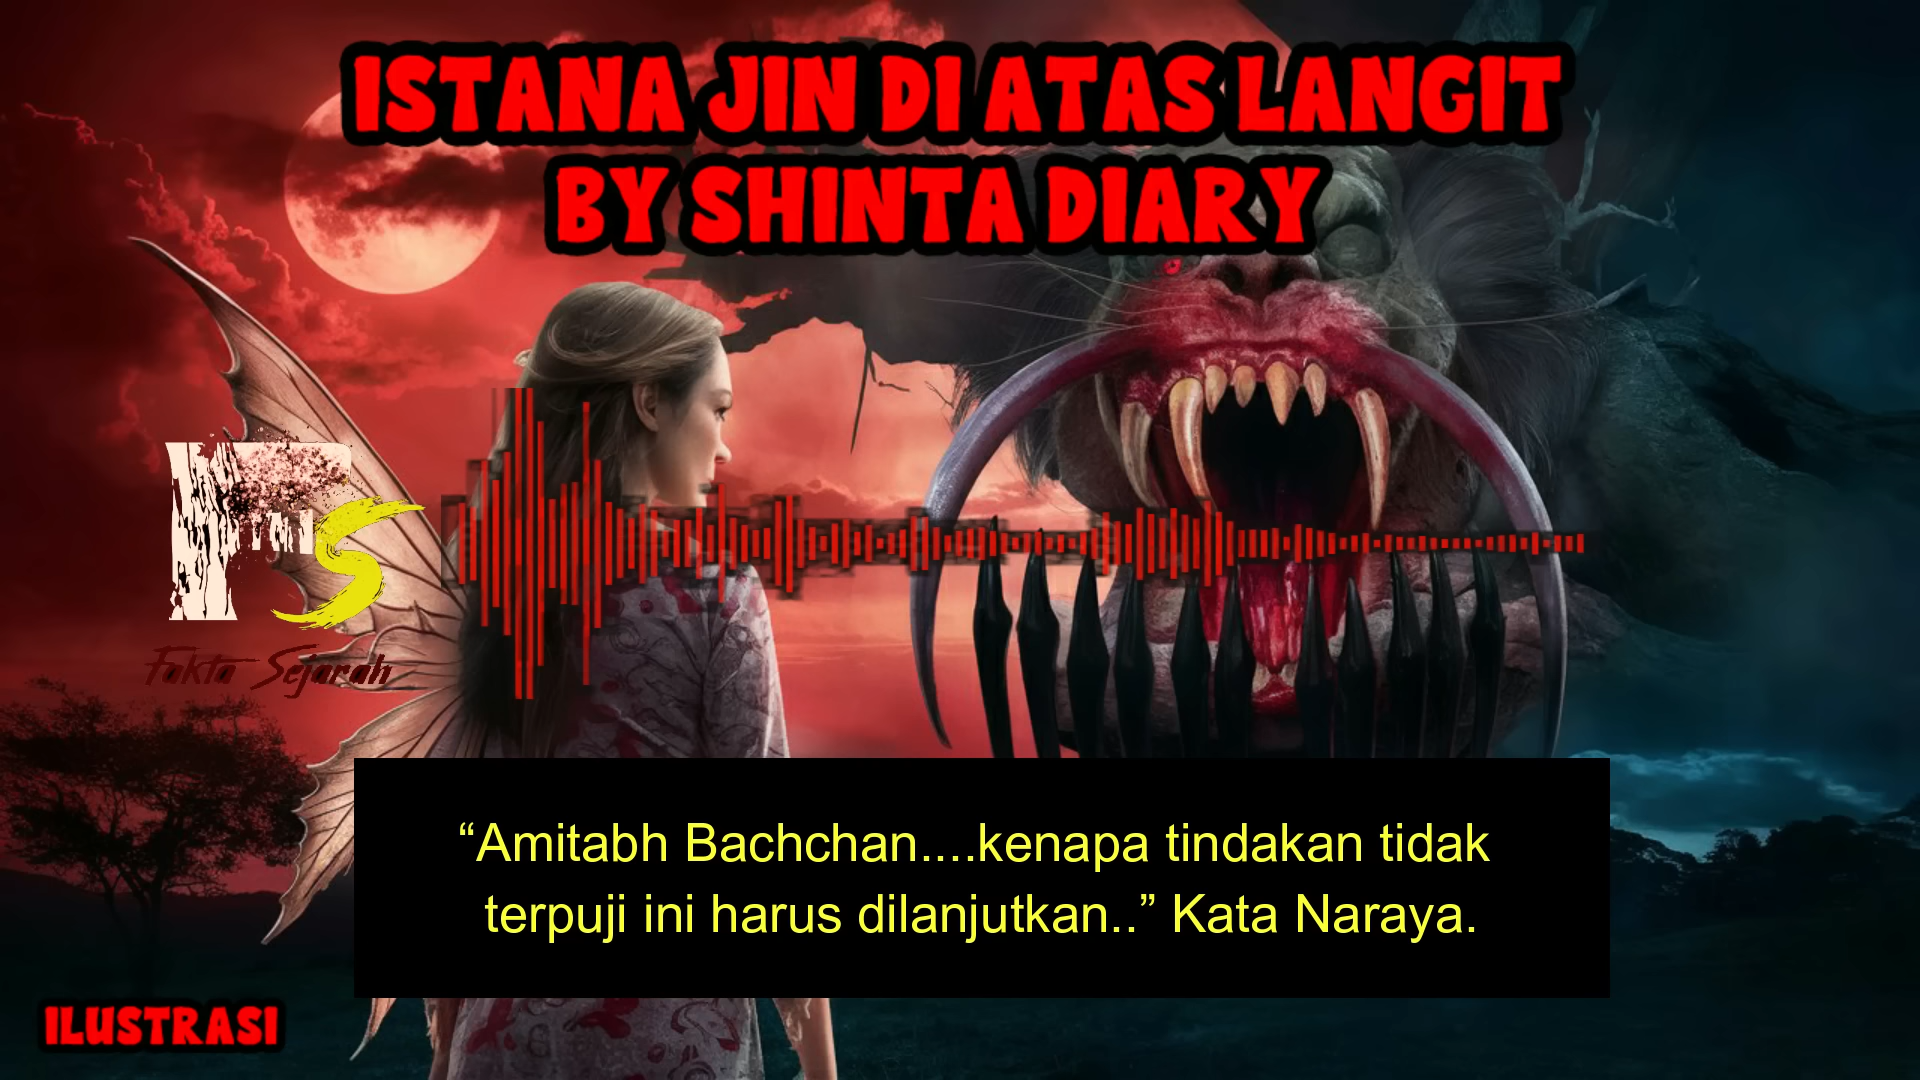 ISTANA JIN DI ATAS LANGIT
BY SHINTA DIARY
FS
Fakta Sejarah
“Amitabh Bachchan....kenapa tindakan tidak
terpuji ini harus dilanjutkan..” Kata Naraya.
ILUSTRASI